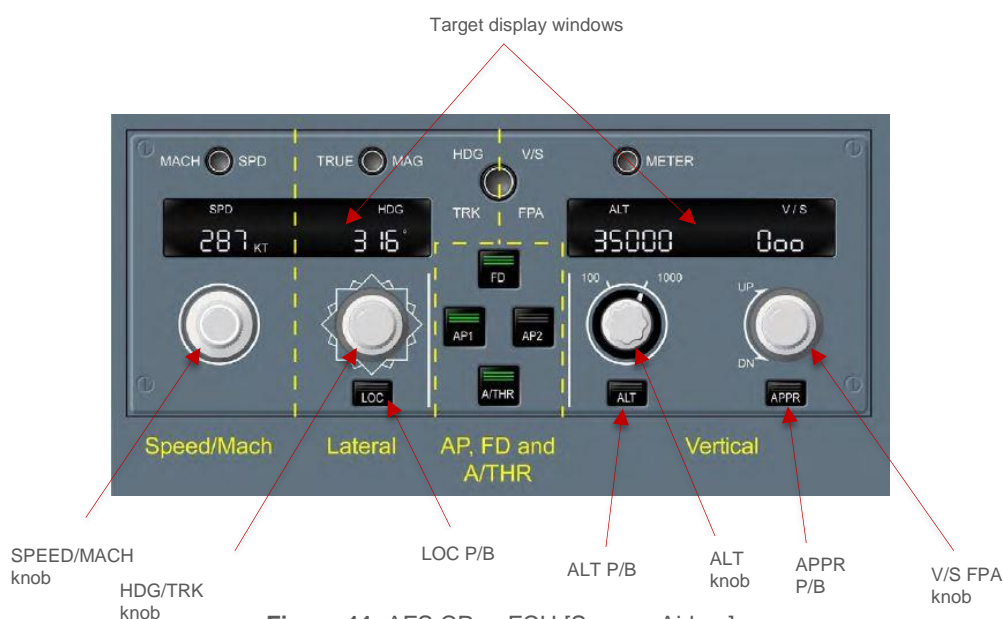 Target display windows
MACH SPD TRUE MAG HDG V/S METER
SPD HDG TRK FPA ALT V/S
287 KT 316° 35000 0oo
FD
100 1000 UP
AP1 AP2
DN
LOC A/THR ALT APPR
Speed/Mach Lateral AP, FD and Vertical
A/THR
SPEED/MACH
knob
HDG/TRK
knob
LOC P/B
ALT P/B
ALT
knob
APPR
P/B
V/S FPA
knob